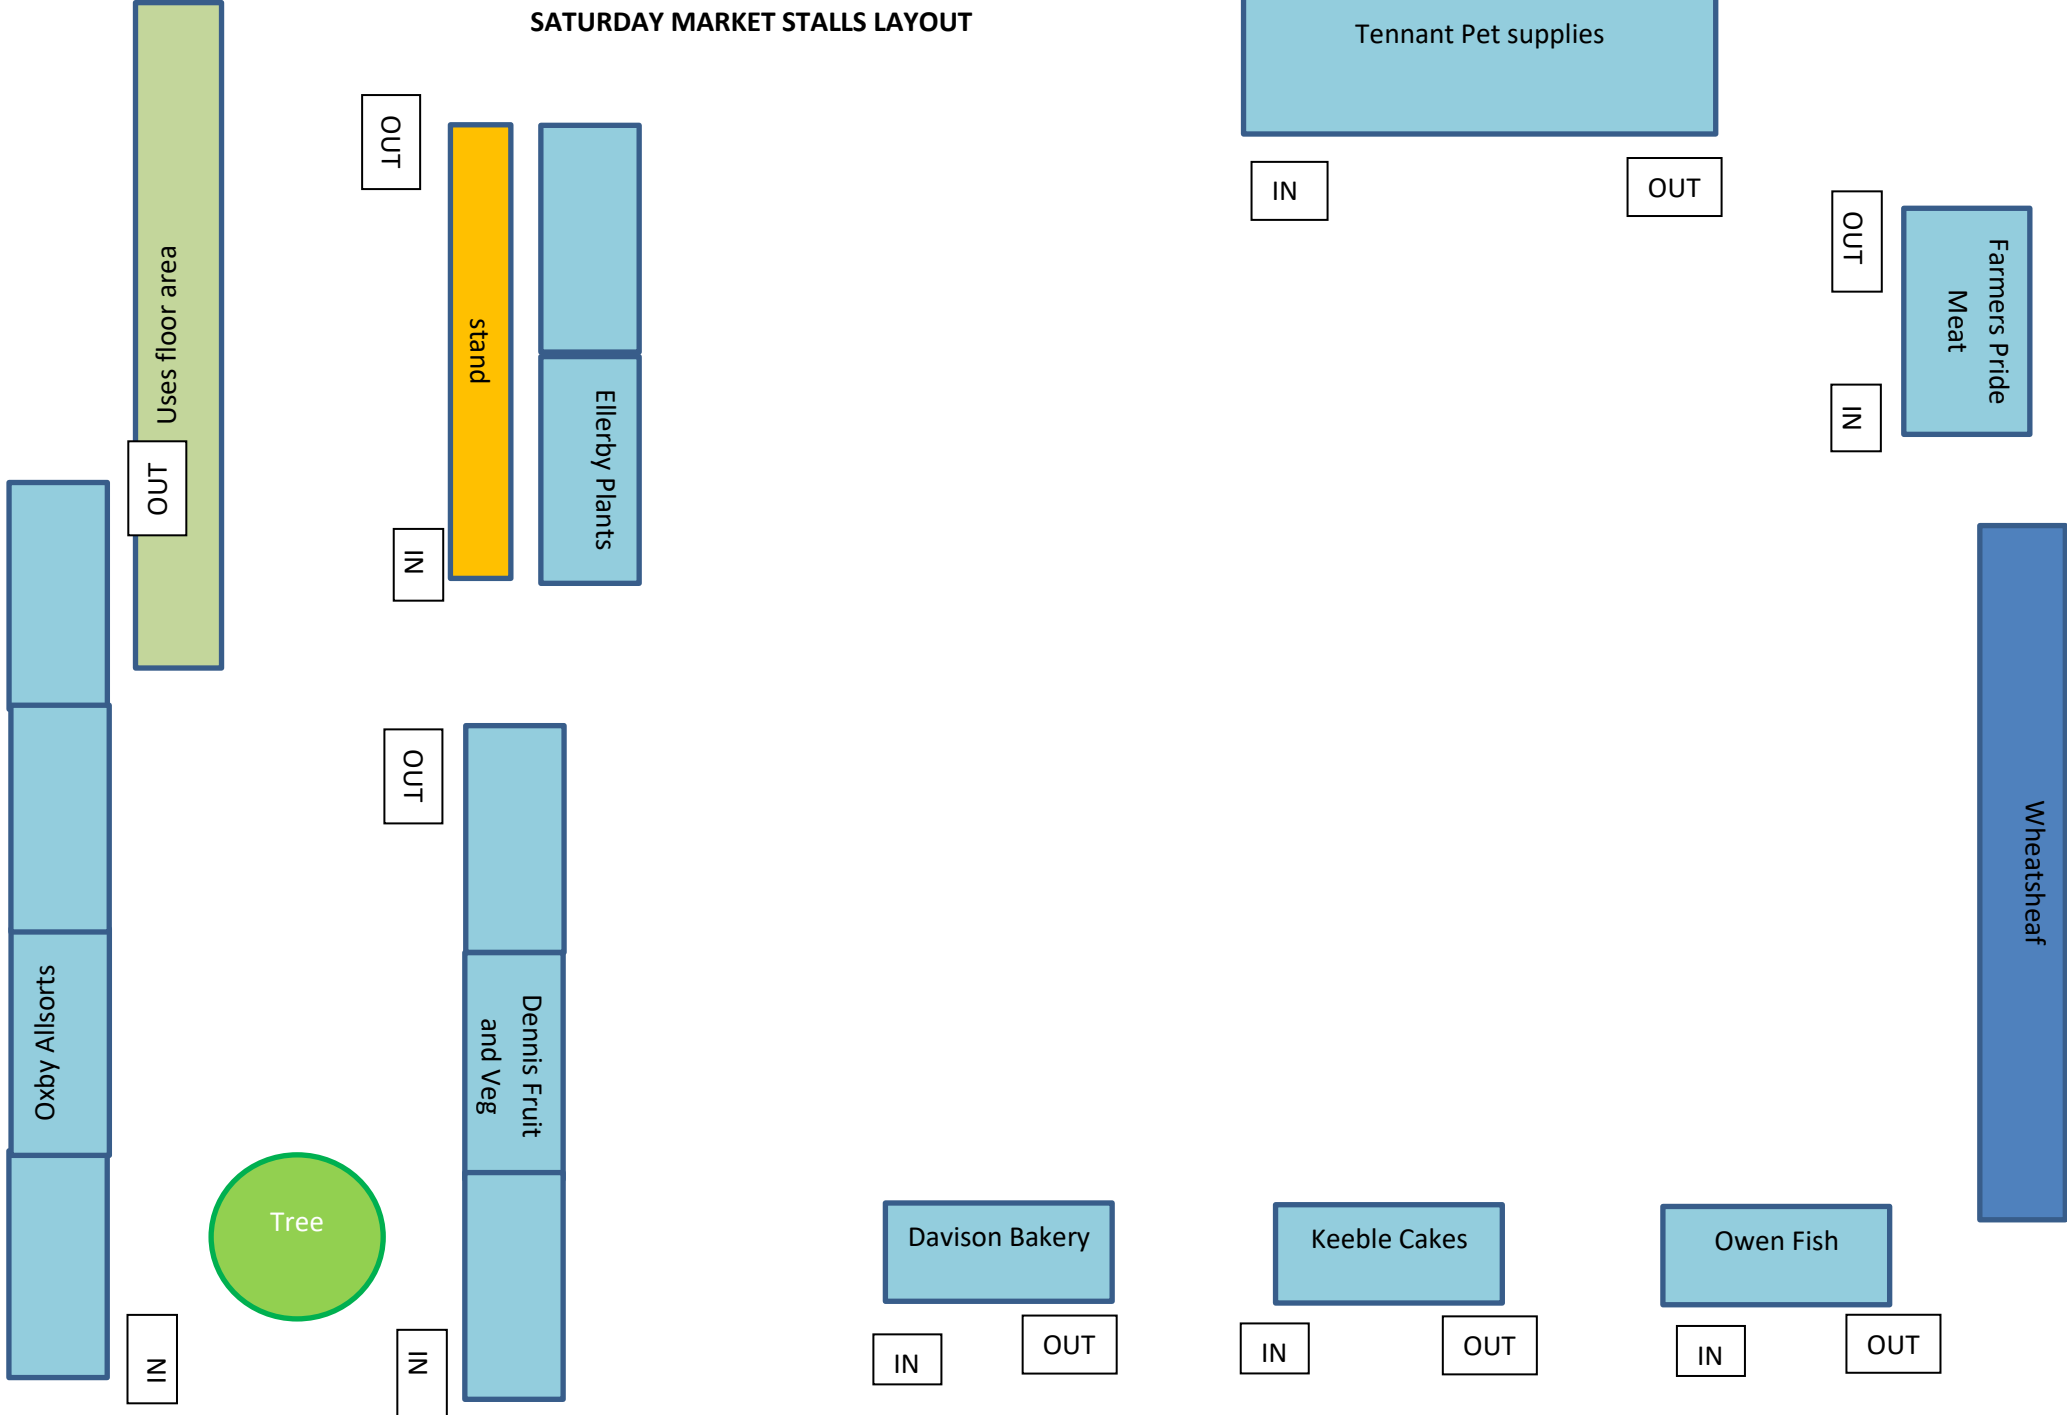 SATURDAY MARKET STALLS LAYOUT
Tennant Pet supplies
IN
OUT
OUT
IN
Farmers Pride
Meat
Wheatsheaf
OUT
stand
IN
Ellerby Plants
Uses floor area
OUT
Oxby Allsorts
IN
Tree
OUT
Dennis Fruit
and Veg
IN
Davison Bakery
IN
OUT
Keeble Cakes
IN
OUT
Owen Fish
IN
OUT